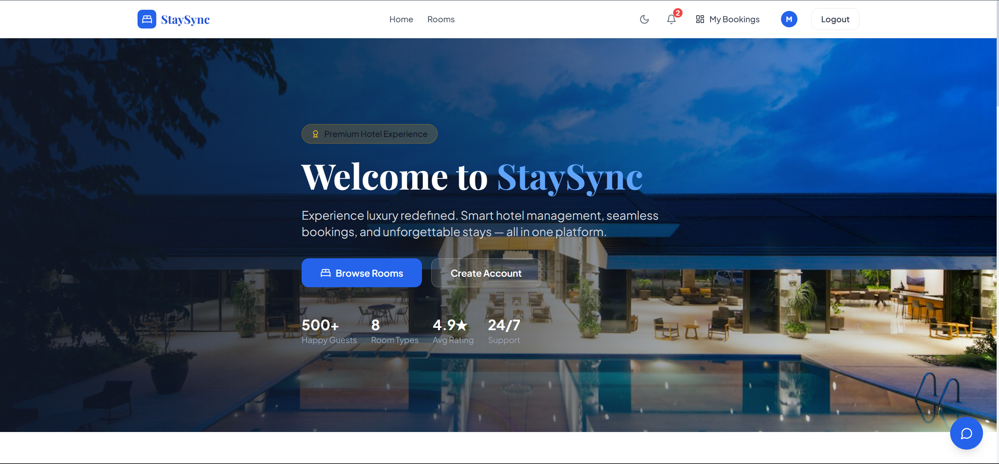 StaySync
Home
Rooms
2
My Bookings
M
Logout
Premium Hotel Experience
Welcome to StaySync
Experience luxury redefined. Smart hotel management, seamless
bookings, and unforgettable stays — all in one platform.
Browse Rooms
Create Account
500+
Happy Guests
8
Room Types
4.9★
Avg Rating
24/7
Support